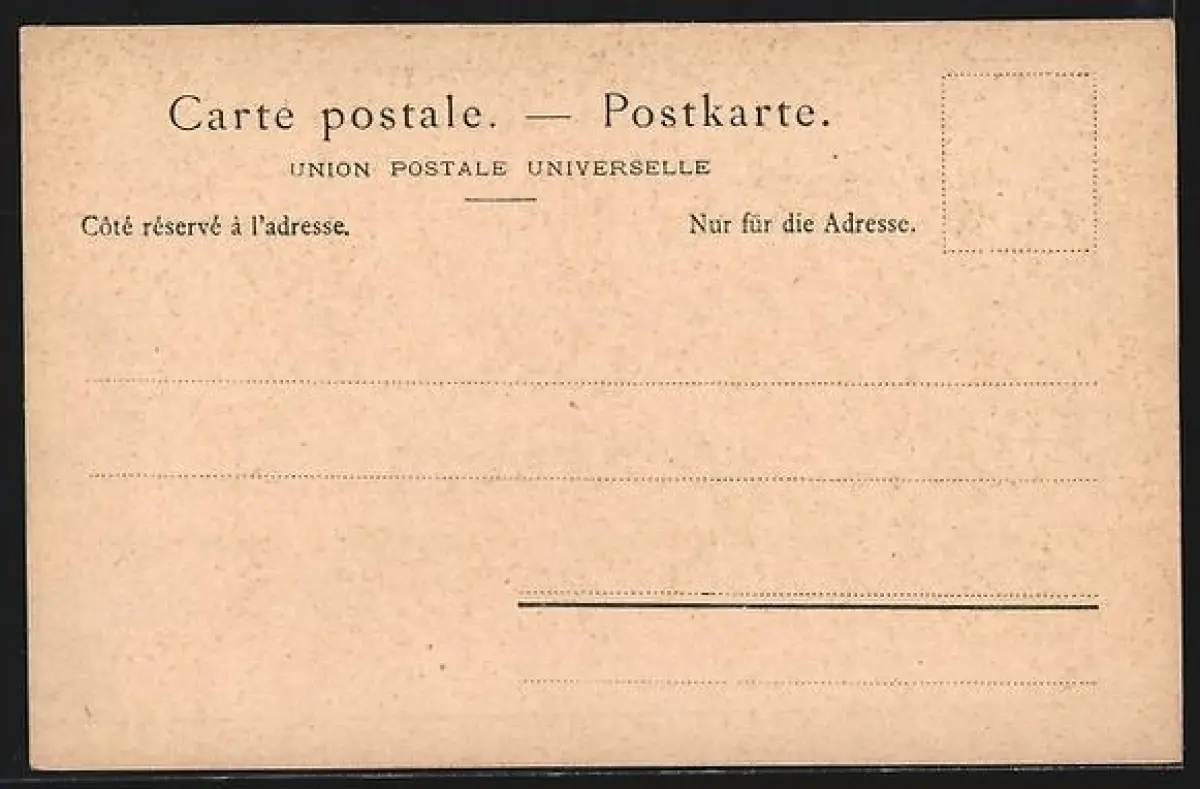 Carte postale. — Postkarte.
UNION POSTALE UNIVERSELLE
Côté réservé à l'adresse. Nur für die Adresse.